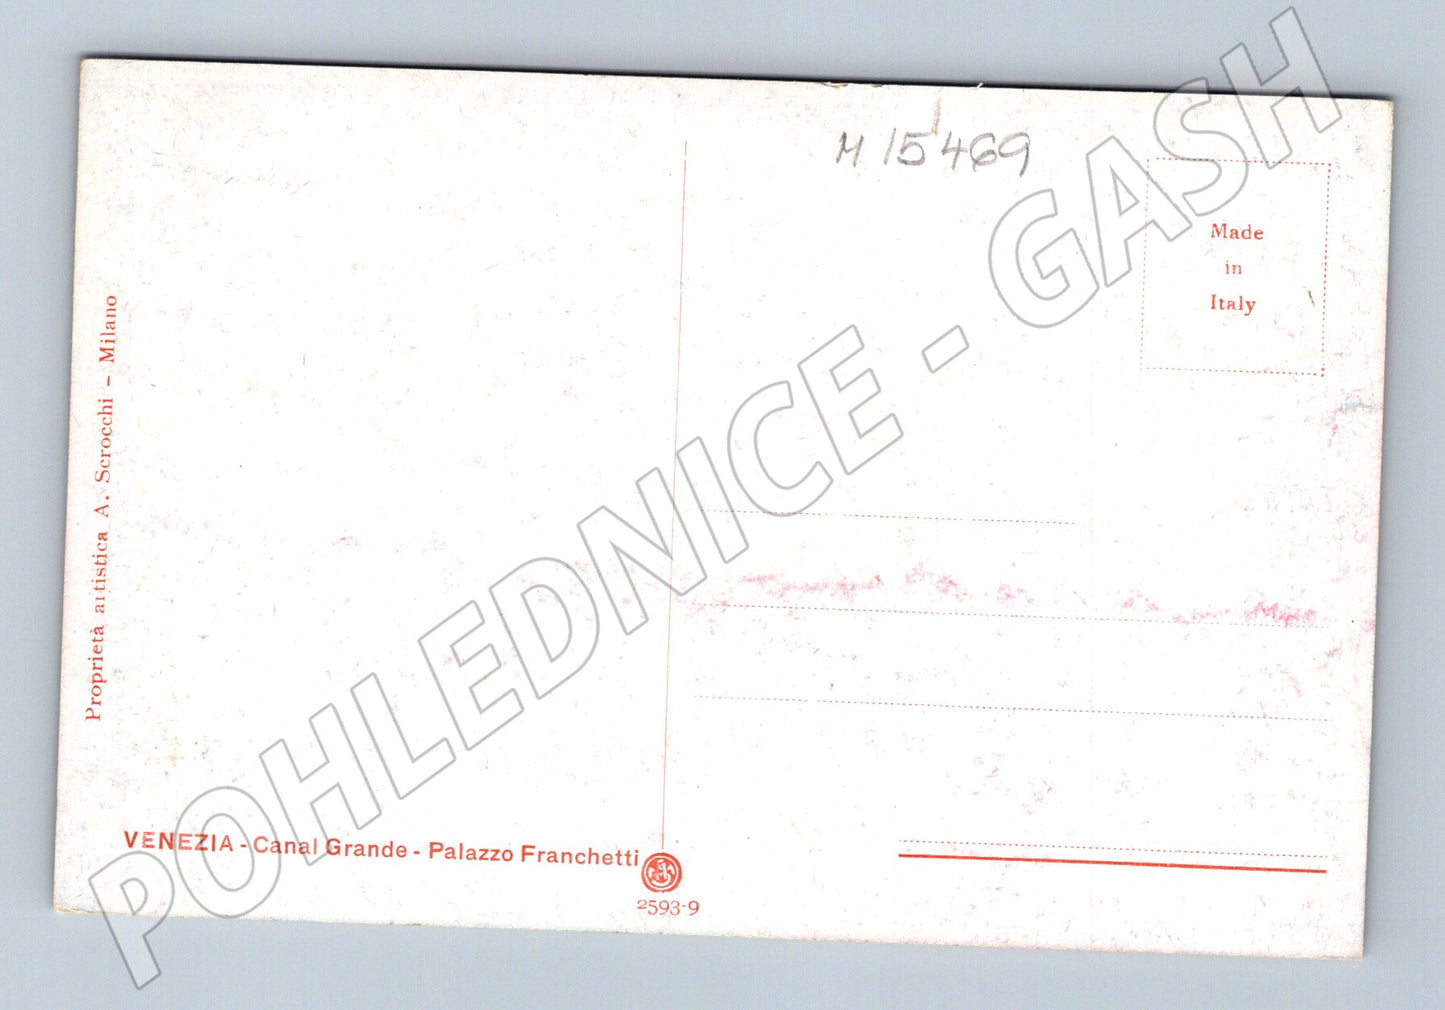 M 15469
Made
in
Italy
Proprietà artistica A. Scrocchi - Milano
VENEZIA - Canal Grande - Palazzo Franchetti
2593-9
POHLEDNICE - GASH